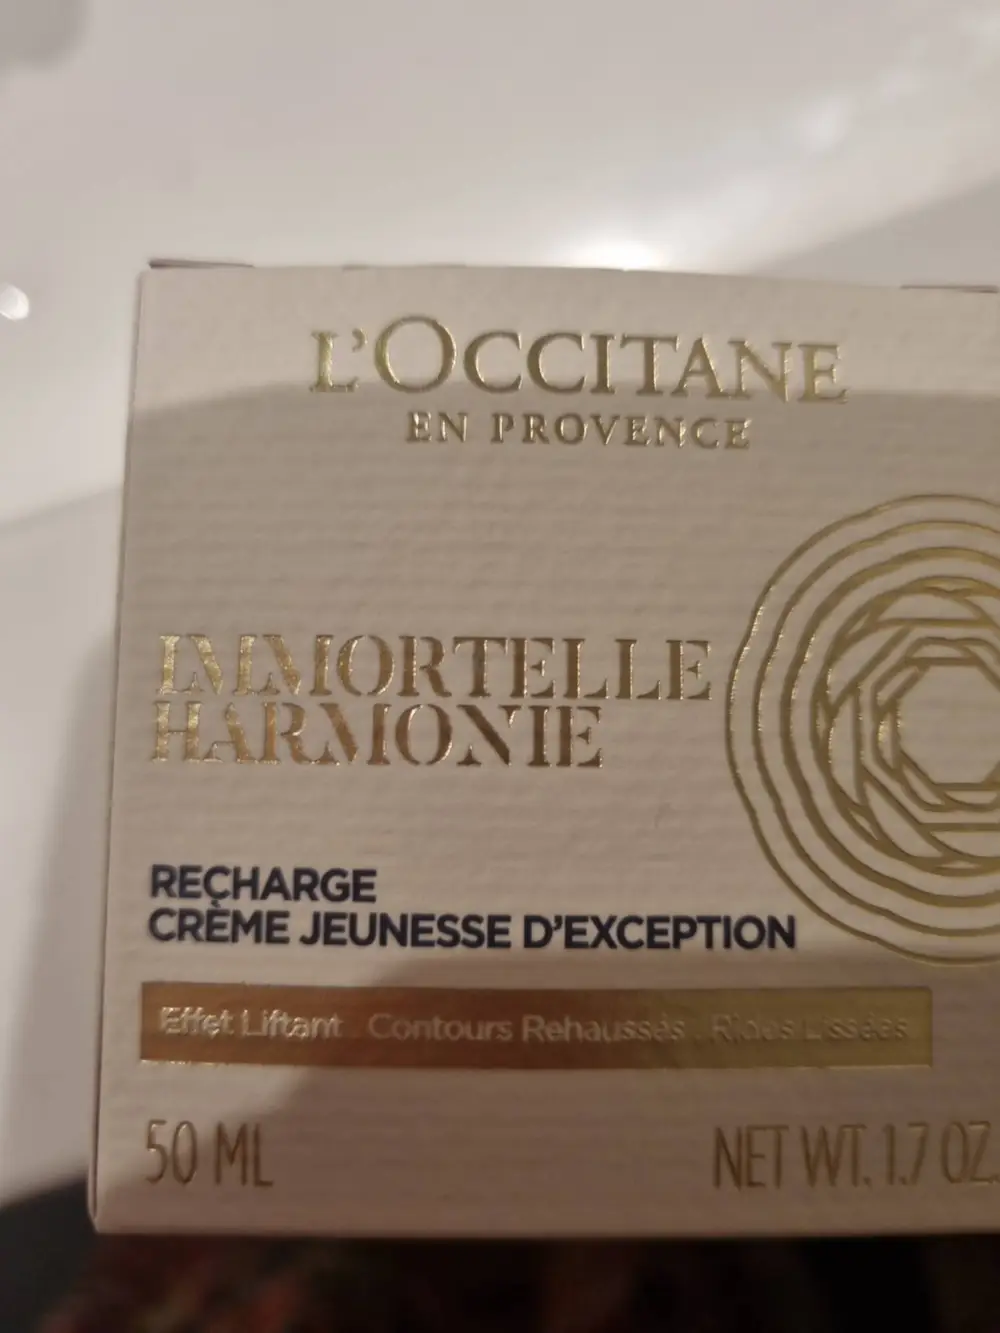 L'OCCITANE
EN PROVENCE
IMMORTELLE
HARMONIE
RECHARGE
CRÈME JEUNESSE D'EXCEPTION
Effet Liftant . Contours Rehaussés . Rides Lissées
50 ML NET WT. 1.7 OZ.